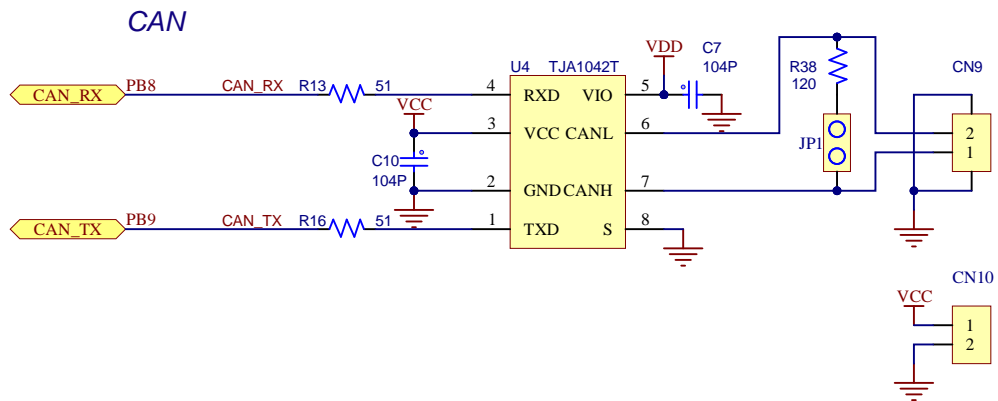 CAN
CAN_RX PB8 CAN_RX R13 51
VCC
C10
104P
CAN_TX PB9 CAN_TX R16 51
U4 TJA1042T
4 RXD VIO 5
3 VCC CANL 6
2 GND CANH 7
1 TXD S 8
VDD
C7
104P
R38
120
JP1
CN9
2
1
CN10
VCC
1
2